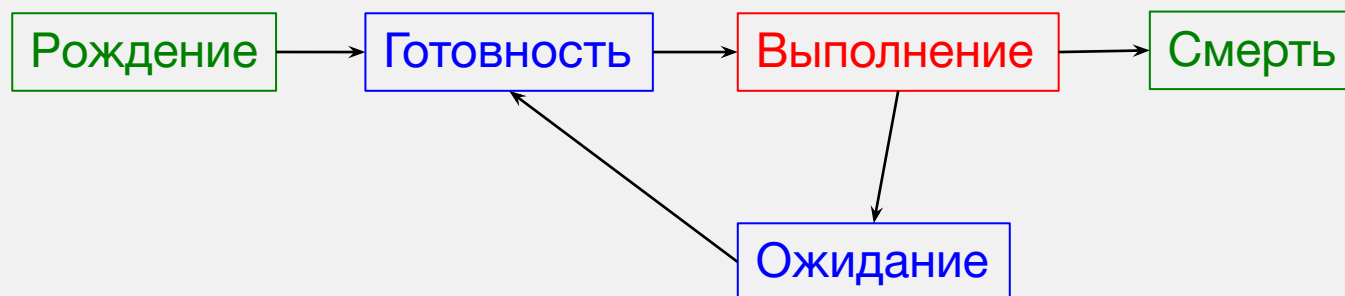 Рождение
Готовность
Выполнение
Смерть
Ожидание